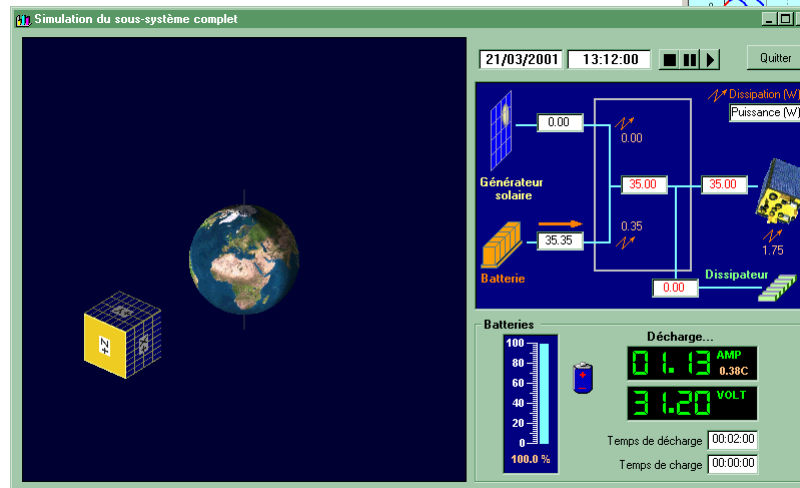 Simulation du sous-système complet
21/03/2001 13:12:00 Quitter
Dissipation (W)
Puissance (W)
0.00
0.00
Générateur
solaire
35.00 35.00
0.35
35.35
1.75
Batterie
Dissipateur
0.00
Batteries
Décharge...
100
80
60
40
20
0
100.0 %
01.13 AMP
0.38C
31.20 VOLT
Temps de décharge 00:02:00
Temps de charge 00:00:00
+Z